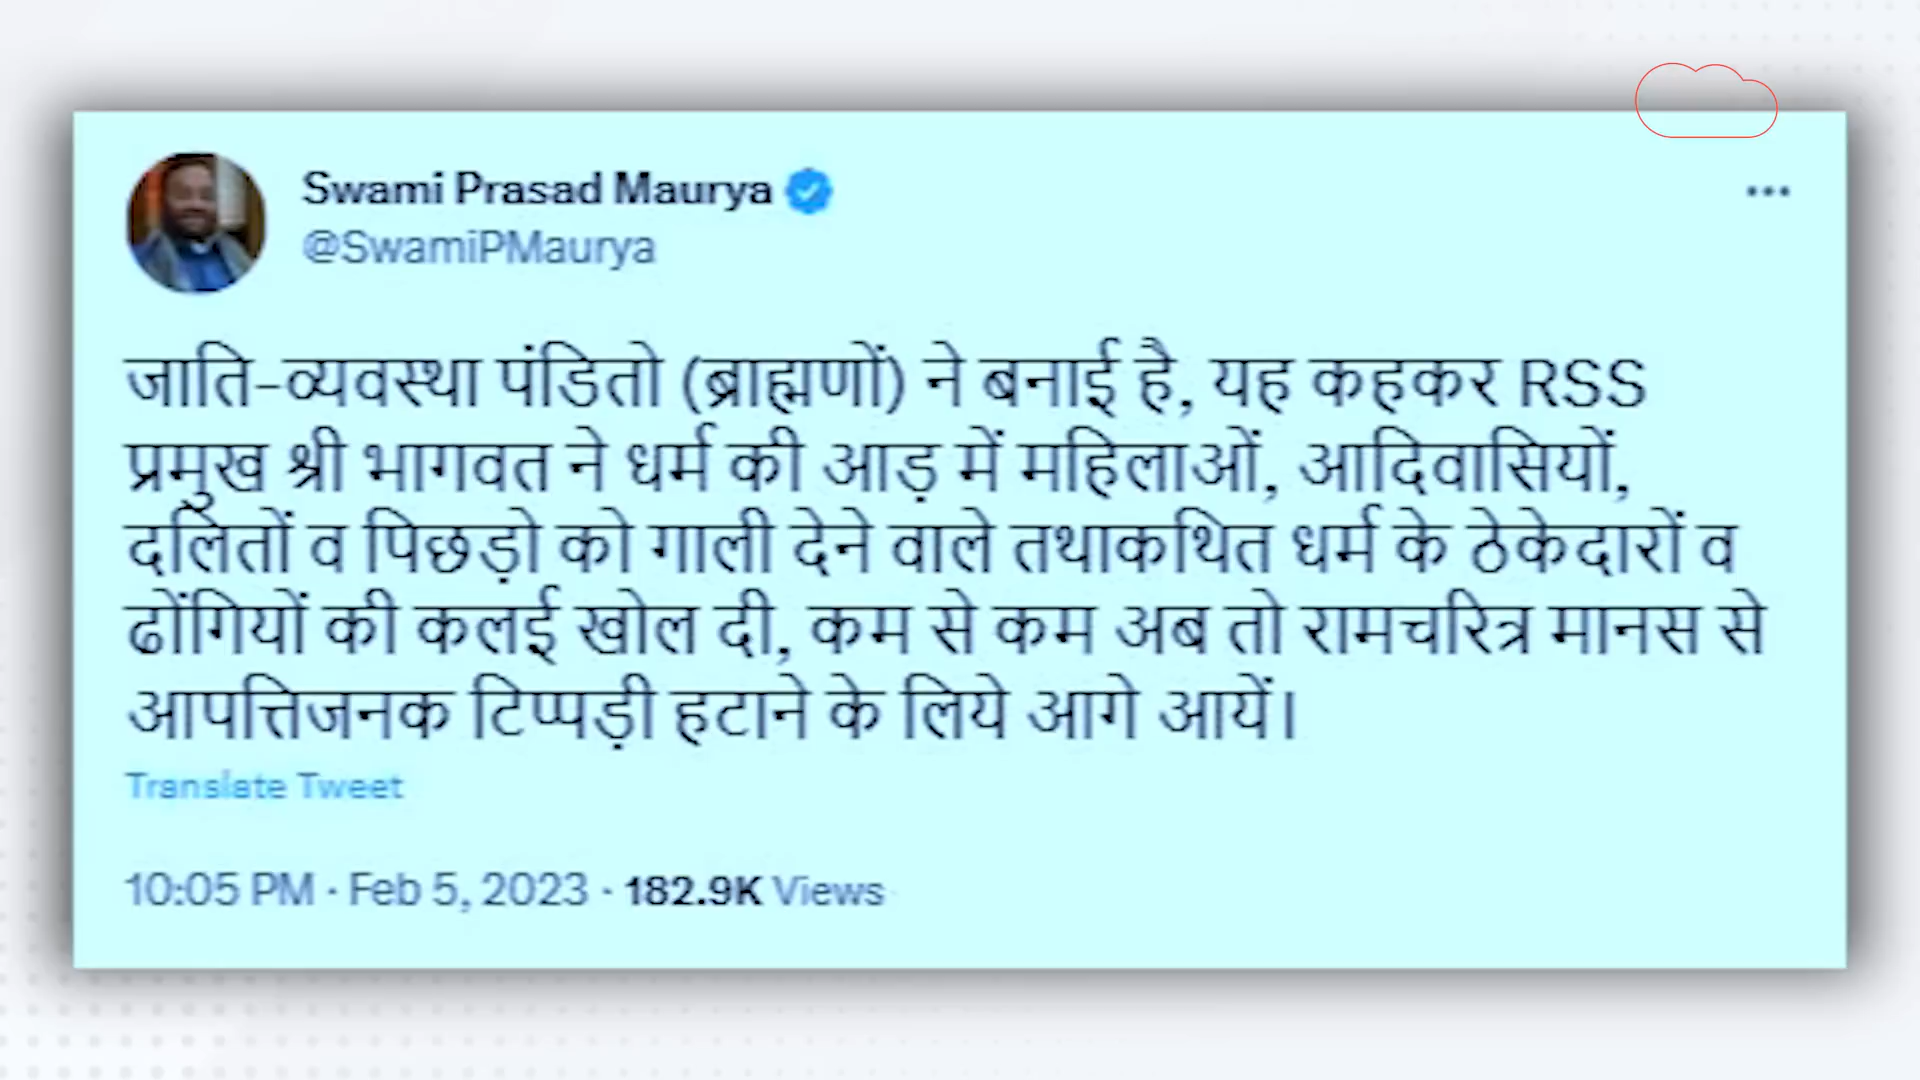 Swami Prasad Maurya
@SwamiPMaurya
जाति-व्यवस्था पंडितो (ब्राह्मणों) ने बनाई है, यह कहकर RSS
प्रमुख श्री भागवत ने धर्म की आड़ में महिलाओं, आदिवासियों,
दलितों व पिछड़ो को गाली देने वाले तथाकथित धर्म के ठेकेदारों व
ढोंगियों की कलई खोल दी, कम से कम अब तो रामचरित्र मानस से
आपत्तिजनक टिप्पड़ी हटाने के लिये आगे आयें।
Translate Tweet
10:05 PM · Feb 5, 2023 · 182.9K Views